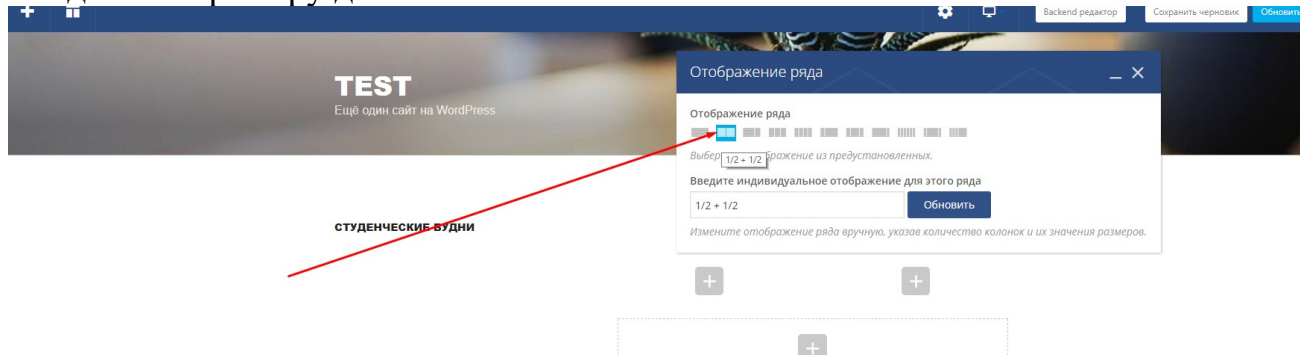 Backend редактор
Сохранить черновик
Обновить
Отображение ряда
TEST
Ещё один сайт на WordPress
Отображение ряда
1/2 + 1/2
Введите индивидуальное отображение для этого ряда
1/2 + 1/2
Обновить
Измените отображение ряда вручную, указав количество колонок и их значения размеров.
СТУДЕНЧЕСКИЕ БУДНИ
из предустановленных.